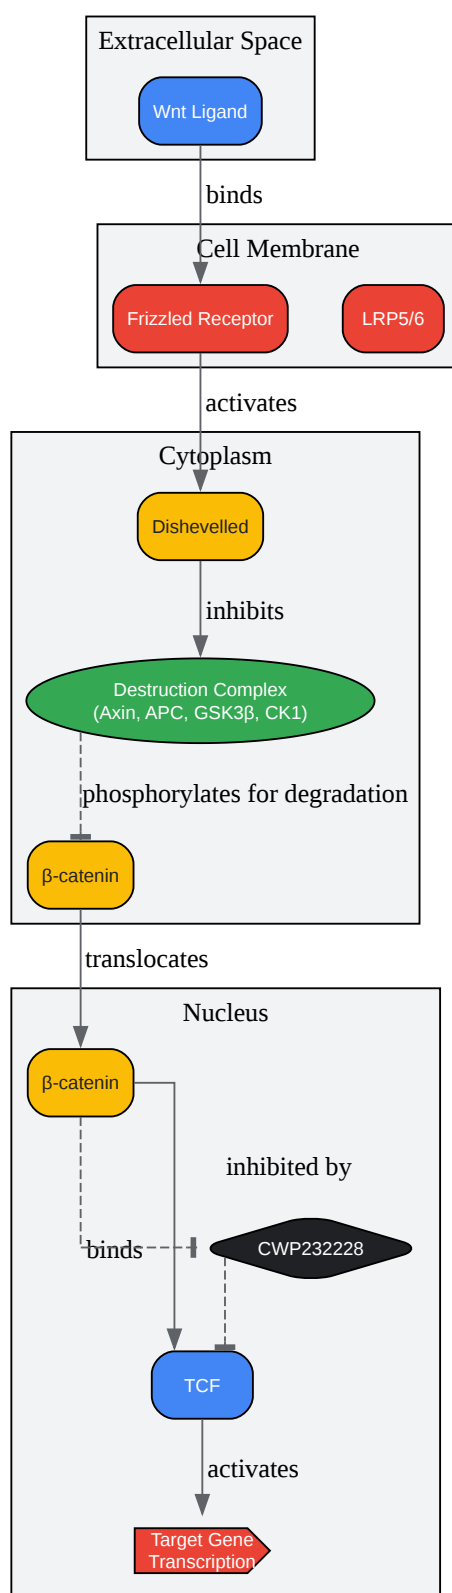 Extracellular Space
Wnt Ligand
binds
Cell Membrane
Frizzled Receptor
LRP5/6
activates
Cytoplasm
Dishevelled
inhibits
Destruction Complex
(Axin, APC, GSK3β, CK1)
phosphorylates for degradation
β-catenin
translocates
Nucleus
β-catenin
inhibited by
binds
CWP232228
TCF
activates
Target Gene
Transcription